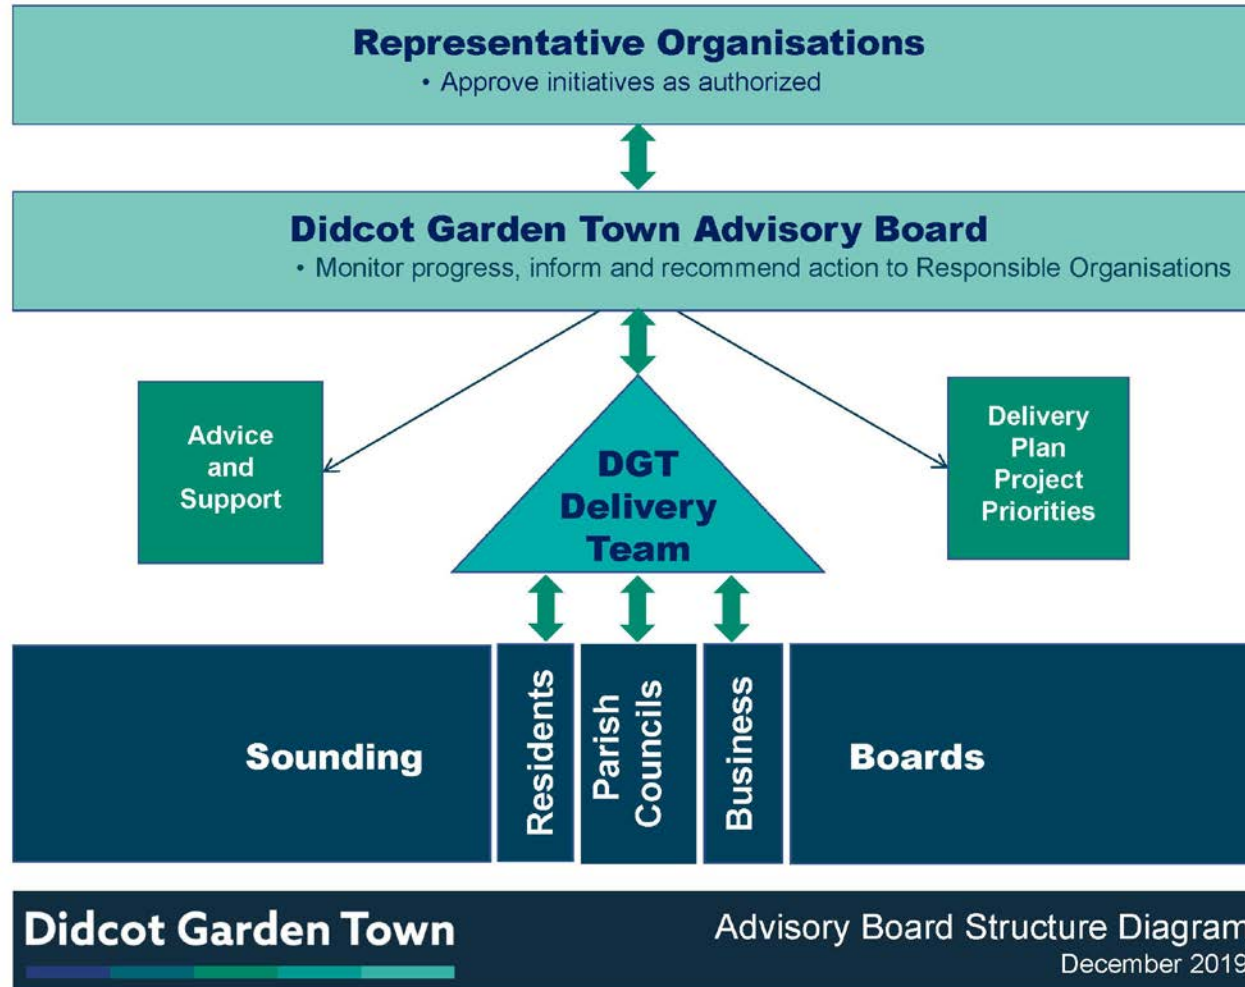 Representative Organisations
• Approve initiatives as authorized
Didcot Garden Town Advisory Board
• Monitor progress, inform and recommend action to Responsible Organisations
Advice
and
Support
DGT
Delivery
Team
Delivery
Plan
Project
Priorities
Sounding
Residents
Parish
Councils
Business
Boards
Didcot Garden Town
Advisory Board Structure Diagram
December 2019